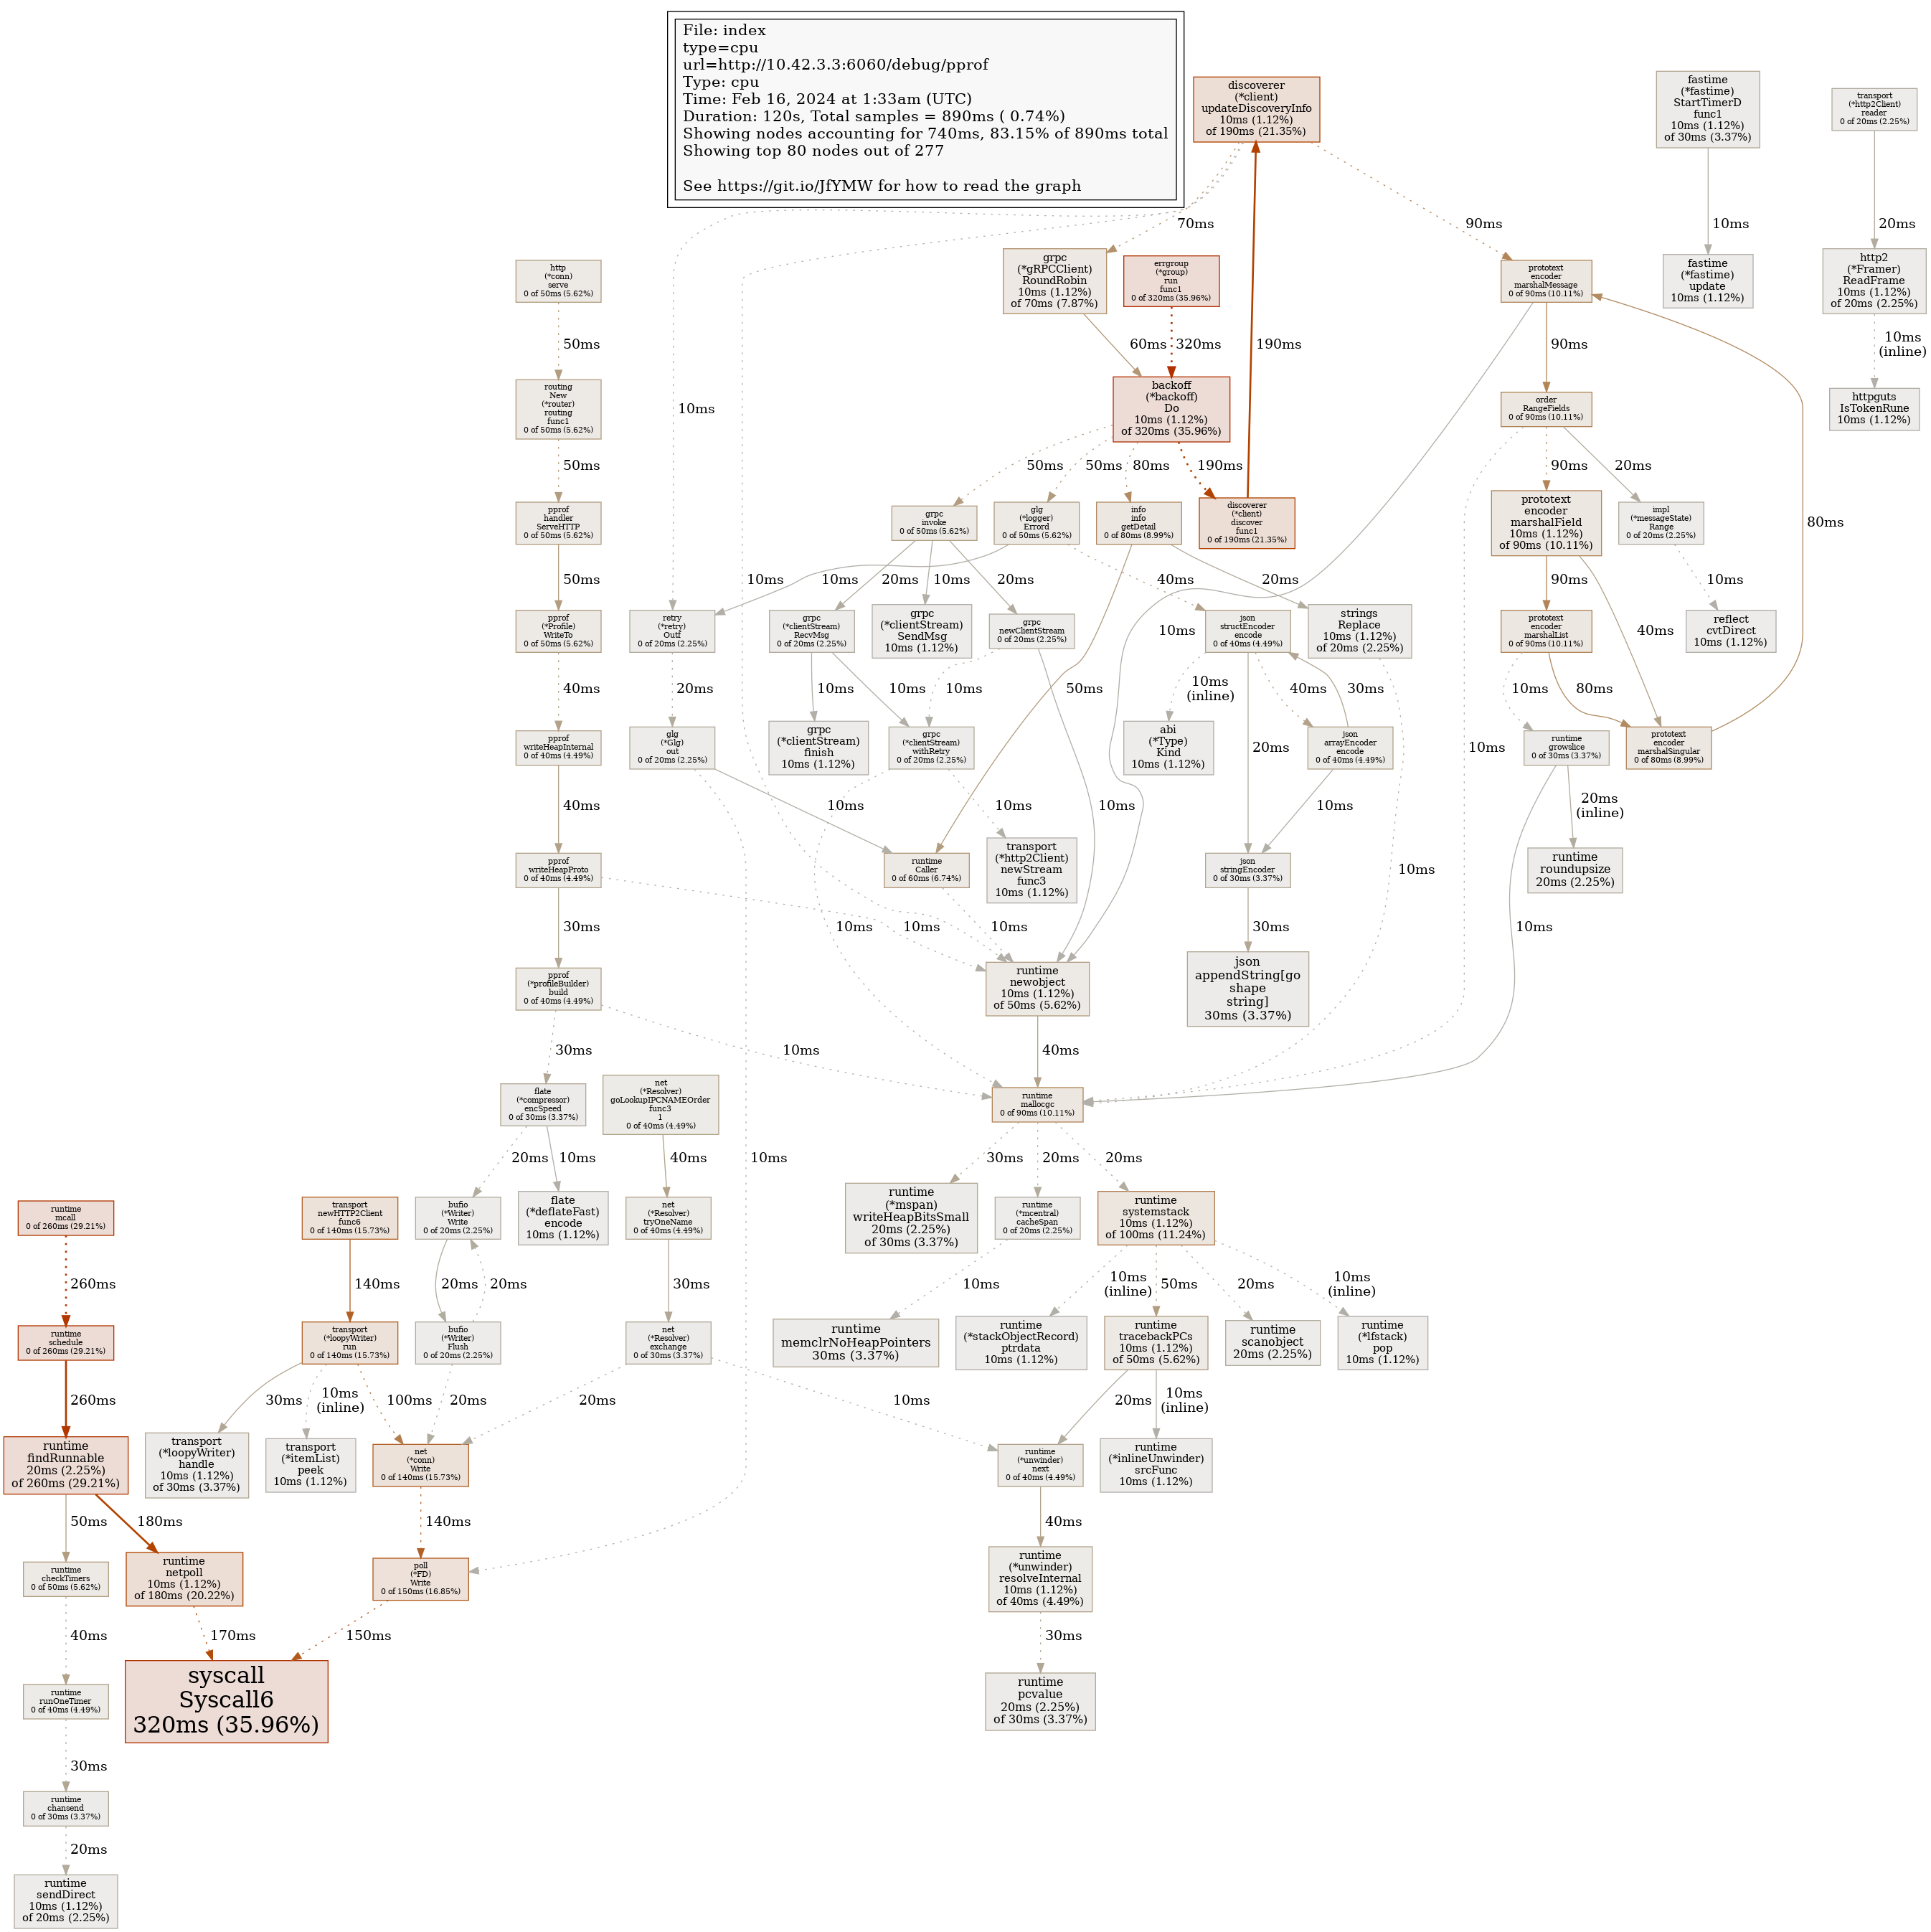 File: index
type=cpu
url=http://10.42.3.3:6060/debug/pprof
Type: cpu
Time: Feb 16, 2024 at 1:33am (UTC)
Duration: 120s, Total samples = 890ms ( 0.74%)
Showing nodes accounting for 740ms, 83.15% of 890ms total
Showing top 80 nodes out of 277
See https://git.io/JfYMW for how to read the graph
discoverer
(*client)
updateDiscoveryInfo
10ms (1.12%)
of 190ms (21.35%)
fastime
(*fastime)
StartTimerD
func1
10ms (1.12%)
of 30ms (3.37%)
transport
(*http2Client)
reader
0 of 20ms (2.25%)
70ms
90ms
10ms
20ms
http
(*conn)
serve
0 of 50ms (5.62%)
grpc
(*gRPCClient)
RoundRobin
10ms (1.12%)
of 70ms (7.87%)
errgroup
(*group)
run
func1
0 of 320ms (35.96%)
prototext
encoder
marshalMessage
0 of 90ms (10.11%)
fastime
(*fastime)
update
10ms (1.12%)
http2
(*Framer)
ReadFrame
10ms (1.12%)
of 20ms (2.25%)
50ms
60ms
320ms
190ms
90ms
10ms
(inline)
routing
New
(*router)
routing
func1
0 of 50ms (5.62%)
10ms
backoff
(*backoff)
Do
10ms (1.12%)
of 320ms (35.96%)
order
RangeFields
0 of 90ms (10.11%)
httpguts
IsTokenRune
10ms (1.12%)
50ms
50ms
50ms
80ms
190ms
90ms
20ms
pprof
handler
ServeHTTP
0 of 50ms (5.62%)
grpc
invoke
0 of 50ms (5.62%)
glg
(*logger)
Errord
0 of 50ms (5.62%)
info
info
getDetail
0 of 80ms (8.99%)
discoverer
(*client)
discover
func1
0 of 190ms (21.35%)
prototext
encoder
marshalField
10ms (1.12%)
of 90ms (10.11%)
impl
(*messageState)
Range
0 of 20ms (2.25%)
80ms
50ms
10ms
10ms
20ms
10ms
20ms
40ms
20ms
90ms
10ms
pprof
(*Profile)
WriteTo
0 of 50ms (5.62%)
retry
(*retry)
Outf
0 of 20ms (2.25%)
grpc
(*clientStream)
RecvMsg
0 of 20ms (2.25%)
grpc
(*clientStream)
SendMsg
10ms (1.12%)
grpc
newClientStream
0 of 20ms (2.25%)
10ms
json
structEncoder
encode
0 of 40ms (4.49%)
strings
Replace
10ms (1.12%)
of 20ms (2.25%)
prototext
encoder
marshalList
0 of 90ms (10.11%)
40ms
reflect
cvtDirect
10ms (1.12%)
40ms
20ms
10ms
10ms
10ms
50ms
10ms
(inline)
40ms
30ms
10ms
80ms
pprof
writeHeapInternal
0 of 40ms (4.49%)
glg
(*Glg)
out
0 of 20ms (2.25%)
grpc
(*clientStream)
finish
10ms (1.12%)
grpc
(*clientStream)
withRetry
0 of 20ms (2.25%)
abi
(*Type)
Kind
10ms (1.12%)
20ms
json
arrayEncoder
encode
0 of 40ms (4.49%)
10ms
runtime
growslice
0 of 30ms (3.37%)
prototext
encoder
marshalSingular
0 of 80ms (8.99%)
40ms
10ms
10ms
10ms
10ms
20ms
(inline)
pprof
writeHeapProto
0 of 40ms (4.49%)
runtime
Caller
0 of 60ms (6.74%)
transport
(*http2Client)
newStream
func3
10ms (1.12%)
json
stringEncoder
0 of 30ms (3.37%)
10ms
runtime
roundupsize
20ms (2.25%)
30ms
10ms
10ms
10ms
30ms
10ms
pprof
(*profileBuilder)
build
0 of 40ms (4.49%)
runtime
newobject
10ms (1.12%)
of 50ms (5.62%)
json
appendString[go
shape
string]
30ms (3.37%)
30ms
10ms
40ms
flate
(*compressor)
encSpeed
0 of 30ms (3.37%)
net
(*Resolver)
goLookupIPCNAMEOrder
func3
1
0 of 40ms (4.49%)
runtime
mallocgc
0 of 90ms (10.11%)
20ms
10ms
40ms
10ms
30ms
20ms
20ms
runtime
mcall
0 of 260ms (29.21%)
transport
newHTTP2Client
func6
0 of 140ms (15.73%)
bufio
(*Writer)
Write
0 of 20ms (2.25%)
flate
(*deflateFast)
encode
10ms (1.12%)
net
(*Resolver)
tryOneName
0 of 40ms (4.49%)
runtime
(*mspan)
writeHeapBitsSmall
20ms (2.25%)
of 30ms (3.37%)
runtime
(*mcentral)
cacheSpan
0 of 20ms (2.25%)
runtime
systemstack
10ms (1.12%)
of 100ms (11.24%)
260ms
140ms
20ms
20ms
30ms
10ms
10ms
(inline)
50ms
20ms
10ms
(inline)
runtime
schedule
0 of 260ms (29.21%)
transport
(*loopyWriter)
run
0 of 140ms (15.73%)
bufio
(*Writer)
Flush
0 of 20ms (2.25%)
net
(*Resolver)
exchange
0 of 30ms (3.37%)
runtime
memclrNoHeapPointers
30ms (3.37%)
runtime
(*stackObjectRecord)
ptrdata
10ms (1.12%)
runtime
tracebackPCs
10ms (1.12%)
of 50ms (5.62%)
runtime
scanobject
20ms (2.25%)
runtime
(*lfstack)
pop
10ms (1.12%)
260ms
30ms
10ms
(inline)
100ms
20ms
20ms
10ms
20ms
10ms
(inline)
runtime
findRunnable
20ms (2.25%)
of 260ms (29.21%)
transport
(*loopyWriter)
handle
10ms (1.12%)
of 30ms (3.37%)
transport
(*itemList)
peek
10ms (1.12%)
net
(*conn)
Write
0 of 140ms (15.73%)
runtime
(*unwinder)
next
0 of 40ms (4.49%)
runtime
(*inlineUnwinder)
srcFunc
10ms (1.12%)
50ms
180ms
140ms
40ms
runtime
checkTimers
0 of 50ms (5.62%)
runtime
netpoll
10ms (1.12%)
of 180ms (20.22%)
poll
(*FD)
Write
0 of 150ms (16.85%)
runtime
(*unwinder)
resolveInternal
10ms (1.12%)
of 40ms (4.49%)
40ms
170ms
150ms
30ms
runtime
runOneTimer
0 of 40ms (4.49%)
syscall
Syscall6
320ms (35.96%)
runtime
pcvalue
20ms (2.25%)
of 30ms (3.37%)
30ms
runtime
chansend
0 of 30ms (3.37%)
20ms
runtime
sendDirect
10ms (1.12%)
of 20ms (2.25%)